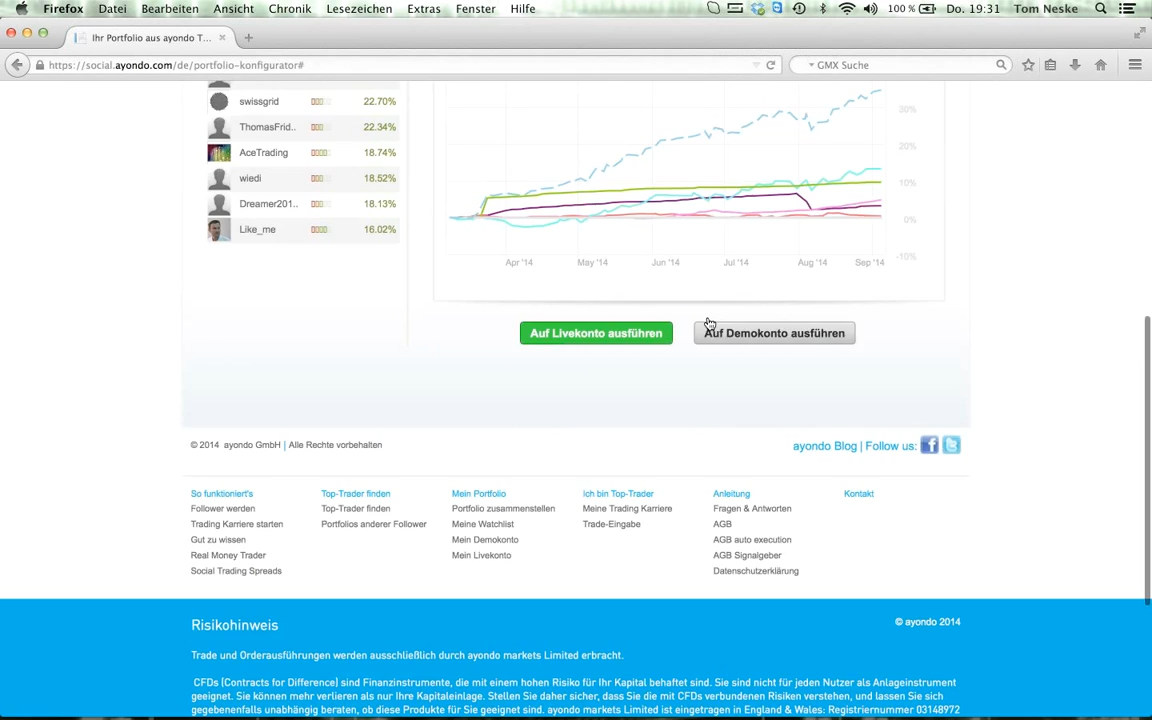 Firefox Datei Bearbeiten Ansicht Chronik Lesezeichen Extras Fenster Hilfe 100 % Do. 19:31 Tom Neske
Ihr Portfolio aus ayondo T...
https://social.ayondo.com/de/portfolio-konfigurator#
GMX Suche
swissgrid 22.70%
ThomasFrid.. 22.34%
AceTrading 18.74%
wiedi 18.52%
Dreamer201.. 18.13%
Like_me 16.02%
30%
20%
10%
0%
-10%
Apr '14 May '14 Jun '14 Jul '14 Aug '14 Sep '14
Auf Livekonto ausführen Auf Demokonto ausführen
© 2014 ayondo GmbH | Alle Rechte vorbehalten
ayondo Blog | Follow us:
So funktioniert's
Follower werden
Trading Karriere starten
Gut zu wissen
Real Money Trader
Social Trading Spreads
Top-Trader finden
Top-Trader finden
Portfolios anderer Follower
Mein Portfolio
Portfolio zusammenstellen
Meine Watchlist
Mein Demokonto
Mein Livekonto
Ich bin Top-Trader
Meine Trading Karriere
Trade-Eingabe
Anleitung
Fragen & Antworten
AGB
AGB auto execution
AGB Signalgeber
Datenschutzerklärung
Kontakt
Risikohinweis
© ayondo 2014
Trade und Orderausführungen werden ausschließlich durch ayondo markets Limited erbracht.
CFDs (Contracts for Difference) sind Finanzinstrumente, die mit einem hohen Risiko für Ihr Kapital behaftet sind. Sie sind nicht für jeden Nutzer als Anlageinstrument
geeignet. Sie können mehr verlieren als nur Ihre Kapitaleinlage. Stellen Sie daher sicher, dass Sie die mit CFDs verbundenen Risiken verstehen, und lassen Sie sich
gegebenenfalls unabhängig beraten, ob diese Produkte für Sie geeignet sind. ayondo markets Limited ist eingetragen in England & Wales: Registriernummer 03148972